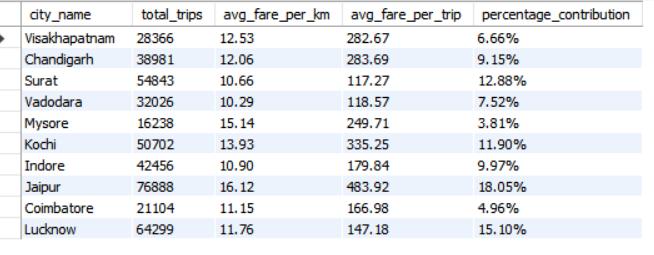 city_name total_trips avg_fare_per_km avg_fare_per_trip percentage_contribution
Visakhapatnam 28366 12.53 282.67 6.66%
Chandigarh 38981 12.06 283.69 9.15%
Surat 54843 10.66 117.27 12.88%
Vadodara 32026 10.29 118.57 7.52%
Mysore 16238 15.14 249.71 3.81%
Kochi 50702 13.93 335.25 11.90%
Indore 42456 10.90 179.84 9.97%
Jaipur 76888 16.12 483.92 18.05%
Coimbatore 21104 11.15 166.98 4.96%
Lucknow 64299 11.76 147.18 15.10%